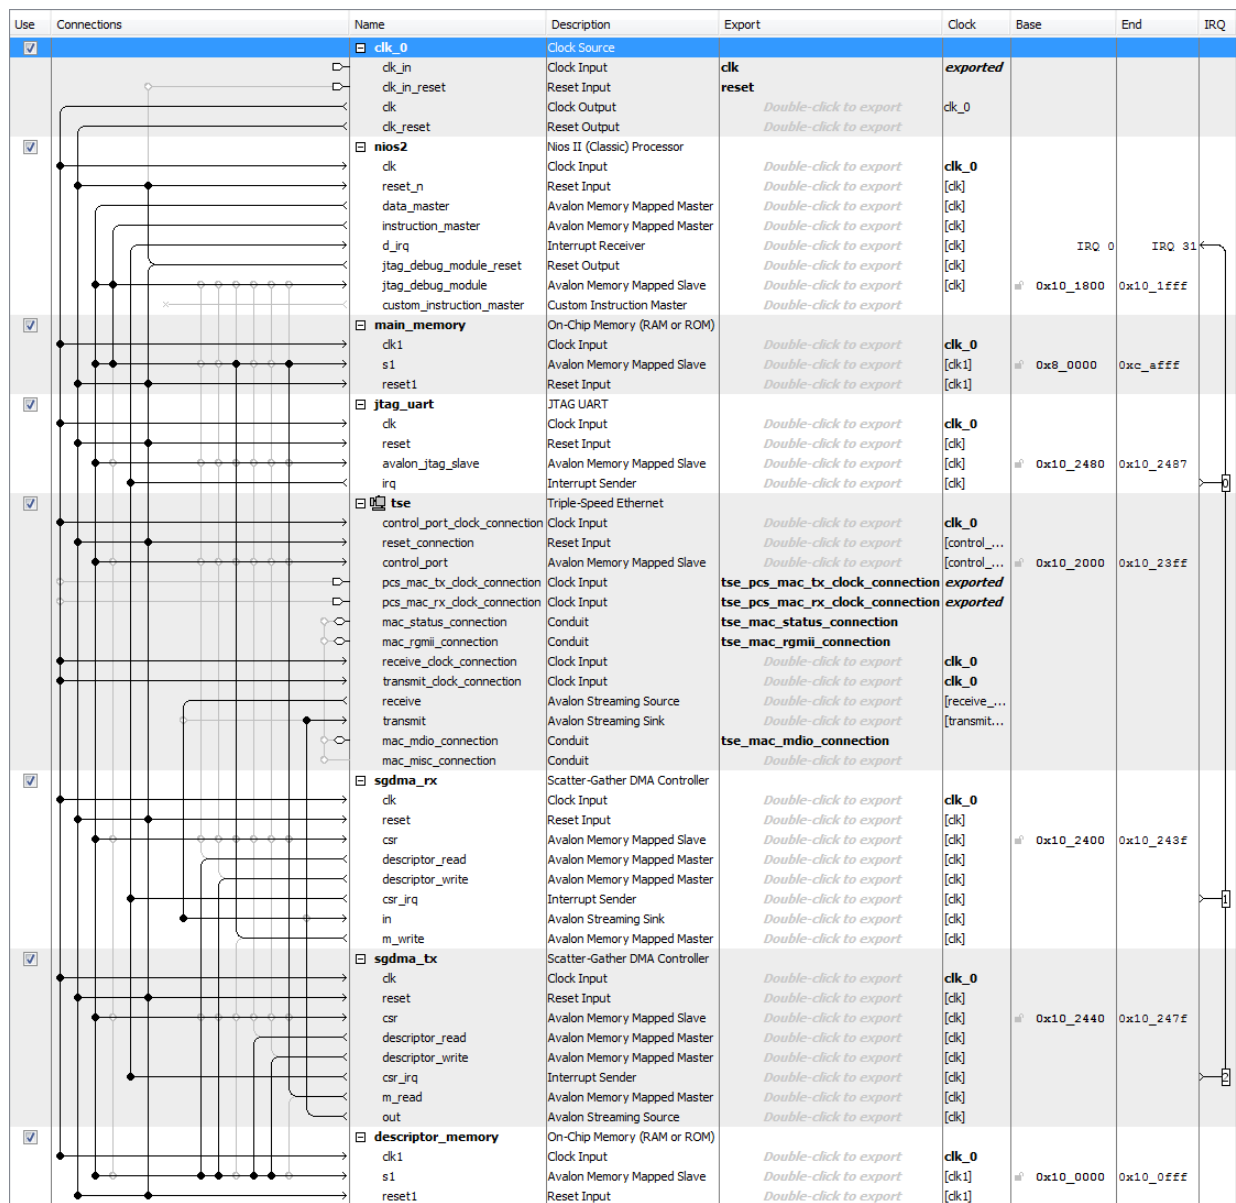 Use Connections Name Description Export Clock Base End IRQ
clk_0 Clock Source
clk_in Clock Input clk exported
clk_in_reset Reset Input reset
clk Clock Output Double-click to export clk_0
clk_reset Reset Output Double-click to export
nios2 Nios II (Classic) Processor
clk Clock Input Double-click to export clk_0
reset_n Reset Input Double-click to export [clk]
data_master Avalon Memory Mapped Master Double-click to export [clk]
instruction_master Avalon Memory Mapped Master Double-click to export [clk]
d_irq Interrupt Receiver Double-click to export [clk] IRQ 0 IRQ 31
jtag_debug_module_reset Reset Output Double-click to export [clk]
jtag_debug_module Avalon Memory Mapped Slave Double-click to export [clk] 0x10_1800 0x10_1fff
custom_instruction_master Custom Instruction Master Double-click to export
main_memory On-Chip Memory (RAM or ROM)
clk1 Clock Input Double-click to export clk_0
s1 Avalon Memory Mapped Slave Double-click to export [clk1] 0x8_0000 0xc_afff
reset1 Reset Input Double-click to export [clk1]
jtag_uart JTAG UART
clk Clock Input Double-click to export clk_0
reset Reset Input Double-click to export [clk]
avalon_jtag_slave Avalon Memory Mapped Slave Double-click to export [clk] 0x10_2480 0x10_2487
irq Interrupt Sender Double-click to export [clk] 0
tse Triple-Speed Ethernet
control_port_clock_connection Clock Input Double-click to export clk_0
reset_connection Reset Input Double-click to export [control_...
control_port Avalon Memory Mapped Slave Double-click to export [control_... 0x10_2000 0x10_23ff
pcs_mac_tx_clock_connection Clock Input tse_pcs_mac_tx_clock_connection exported
pcs_mac_rx_clock_connection Clock Input tse_pcs_mac_rx_clock_connection exported
mac_status_connection Conduit tse_mac_status_connection
mac_rgmii_connection Conduit tse_mac_rgmii_connection
receive_clock_connection Clock Input Double-click to export clk_0
transmit_clock_connection Clock Input Double-click to export clk_0
receive Avalon Streaming Source Double-click to export [receive_...
transmit Avalon Streaming Sink Double-click to export [transmit...
mac_mdio_connection Conduit tse_mac_mdio_connection
mac_misc_connection Conduit Double-click to export
sgdma_rx Scatter-Gather DMA Controller
clk Clock Input Double-click to export clk_0
reset Reset Input Double-click to export [clk]
csr Avalon Memory Mapped Slave Double-click to export [clk] 0x10_2400 0x10_243f
descriptor_read Avalon Memory Mapped Master Double-click to export [clk]
descriptor_write Avalon Memory Mapped Master Double-click to export [clk]
csr_irq Interrupt Sender Double-click to export [clk] 1
in Avalon Streaming Sink Double-click to export [clk]
m_write Avalon Memory Mapped Master Double-click to export [clk]
sgdma_tx Scatter-Gather DMA Controller
clk Clock Input Double-click to export clk_0
reset Reset Input Double-click to export [clk]
csr Avalon Memory Mapped Slave Double-click to export [clk] 0x10_2440 0x10_247f
descriptor_read Avalon Memory Mapped Master Double-click to export [clk]
descriptor_write Avalon Memory Mapped Master Double-click to export [clk]
csr_irq Interrupt Sender Double-click to export [clk] 2
m_read Avalon Memory Mapped Master Double-click to export [clk]
out Avalon Streaming Source Double-click to export [clk]
descriptor_memory On-Chip Memory (RAM or ROM)
clk1 Clock Input Double-click to export clk_0
s1 Avalon Memory Mapped Slave Double-click to export [clk1] 0x10_0000 0x10_0fff
reset1 Reset Input Double-click to export [clk1]